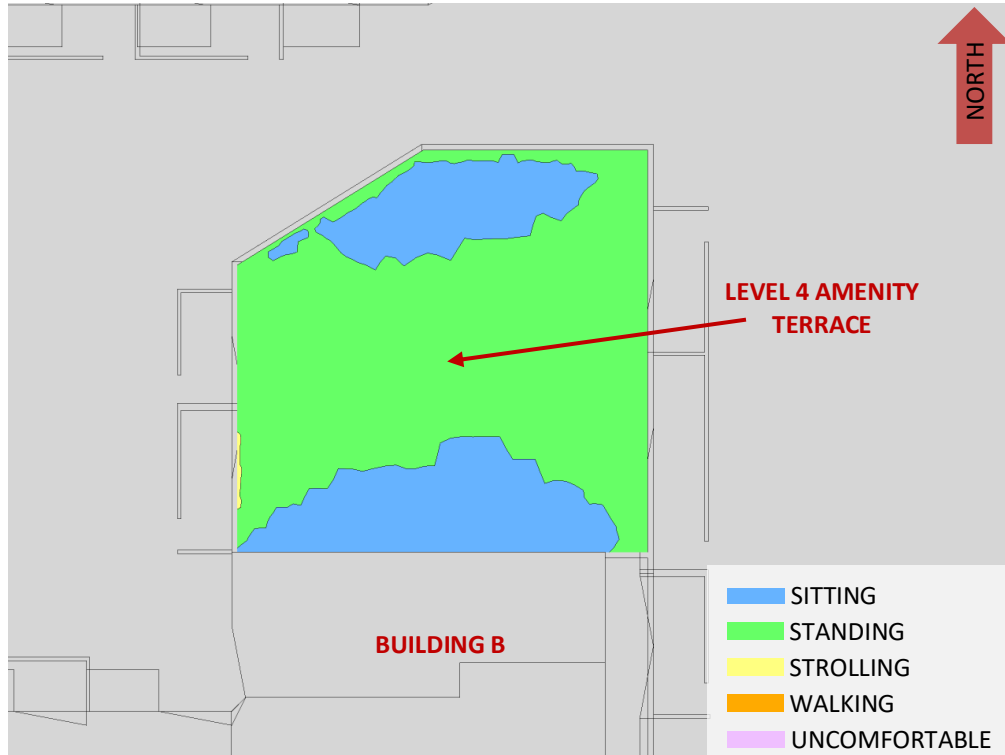 NORTH
LEVEL 4 AMENITY
TERRACE
BUILDING B
SITTING
STANDING
STROLLING
WALKING
UNCOMFORTABLE